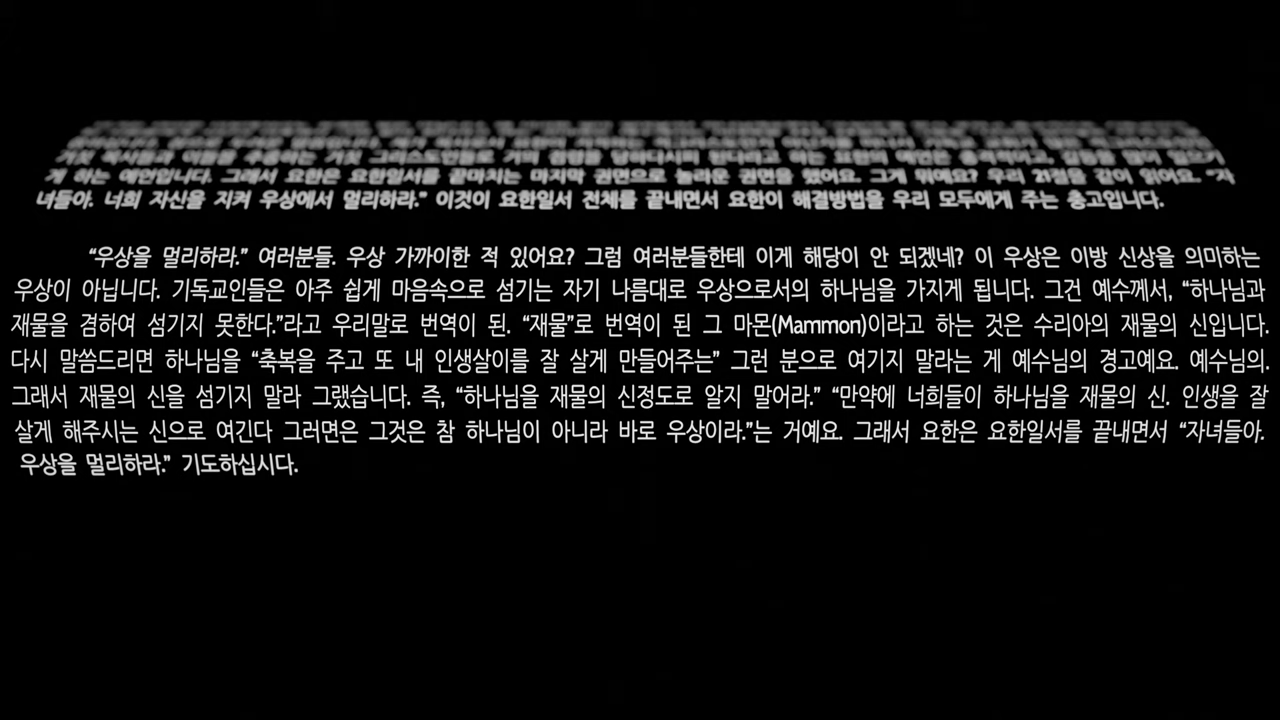 거짓 목사들과 이들을 추종하는 거짓 그리스도인들로 거의 점령을 당하다시피 된다라고 하는 요한의 예언은 충격적이고, 갈등을 많이 일으키
게 하는 예언입니다. 그래서 요한은 요한일서를 끝마치는 마지막 권면으로 놀라운 권면을 했어요. 그게 뭐예요? 우리 21절을 같이 읽어요. “자
녀들아. 너희 자신을 지켜 우상에서 멀리하라.” 이것이 요한일서 전체를 끝내면서 요한이 해결방법을 우리 모두에게 주는 충고입니다.
“우상을 멀리하라.” 여러분들. 우상 가까이한 적 있어요? 그럼 여러분들한테 이게 해당이 안 되겠네? 이 우상은 이방 신상을 의미하는
우상이 아닙니다. 기독교인들은 아주 쉽게 마음속으로 섬기는 자기 나름대로 우상으로서의 하나님을 가지게 됩니다. 그건 예수께서, “하나님과
재물을 겸하여 섬기지 못한다.”라고 우리말로 번역이 된. “재물”로 번역이 된 그 마몬(Mammon)이라고 하는 것은 수리아의 재물의 신입니다.
다시 말씀드리면 하나님을 “축복을 주고 또 내 인생살이를 잘 살게 만들어주는” 그런 분으로 여기지 말라는 게 예수님의 경고예요. 예수님의.
그래서 재물의 신을 섬기지 말라 그랬습니다. 즉, “하나님을 재물의 신정도로 알지 말어라.” “만약에 너희들이 하나님을 재물의 신. 인생을 잘
살게 해주시는 신으로 여긴다 그러면은 그것은 참 하나님이 아니라 바로 우상이라.”는 거예요. 그래서 요한은 요한일서를 끝내면서 “자녀들아.
우상을 멀리하라.” 기도하십시다.